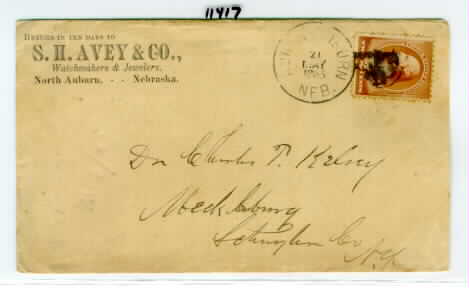 11417
RETURN IN TEN DAYS TO
S. H. AVEY & CO.,
Watchmakers & Jewelers,
North Auburn, - - Nebraska.
21
MAY
NEB.
Dr Charles T. Kelsey
Mecklenburg
Schuyler Co.
N.Y.